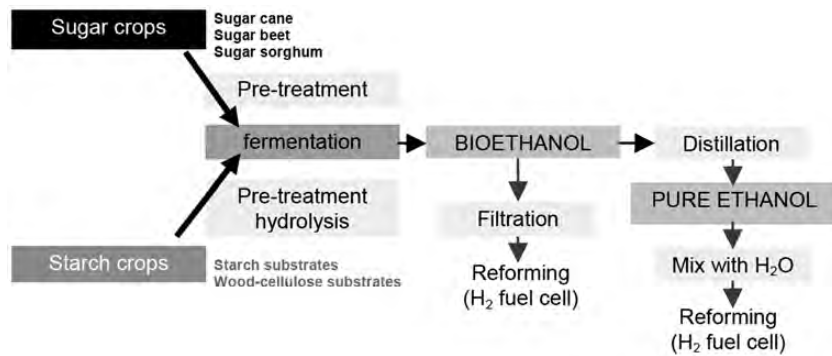 Sugar crops
Sugar cane
Sugar beet
Sugar sorghum
Pre-treatment
fermentation
BIOETHANOL
Distillation
Pre-treatment
hydrolysis
Filtration
PURE ETHANOL
Starch crops
Starch substrates
Wood-cellulose substrates
Reforming
(H₂ fuel cell)
Mix with H₂O
Reforming
(H₂ fuel cell)